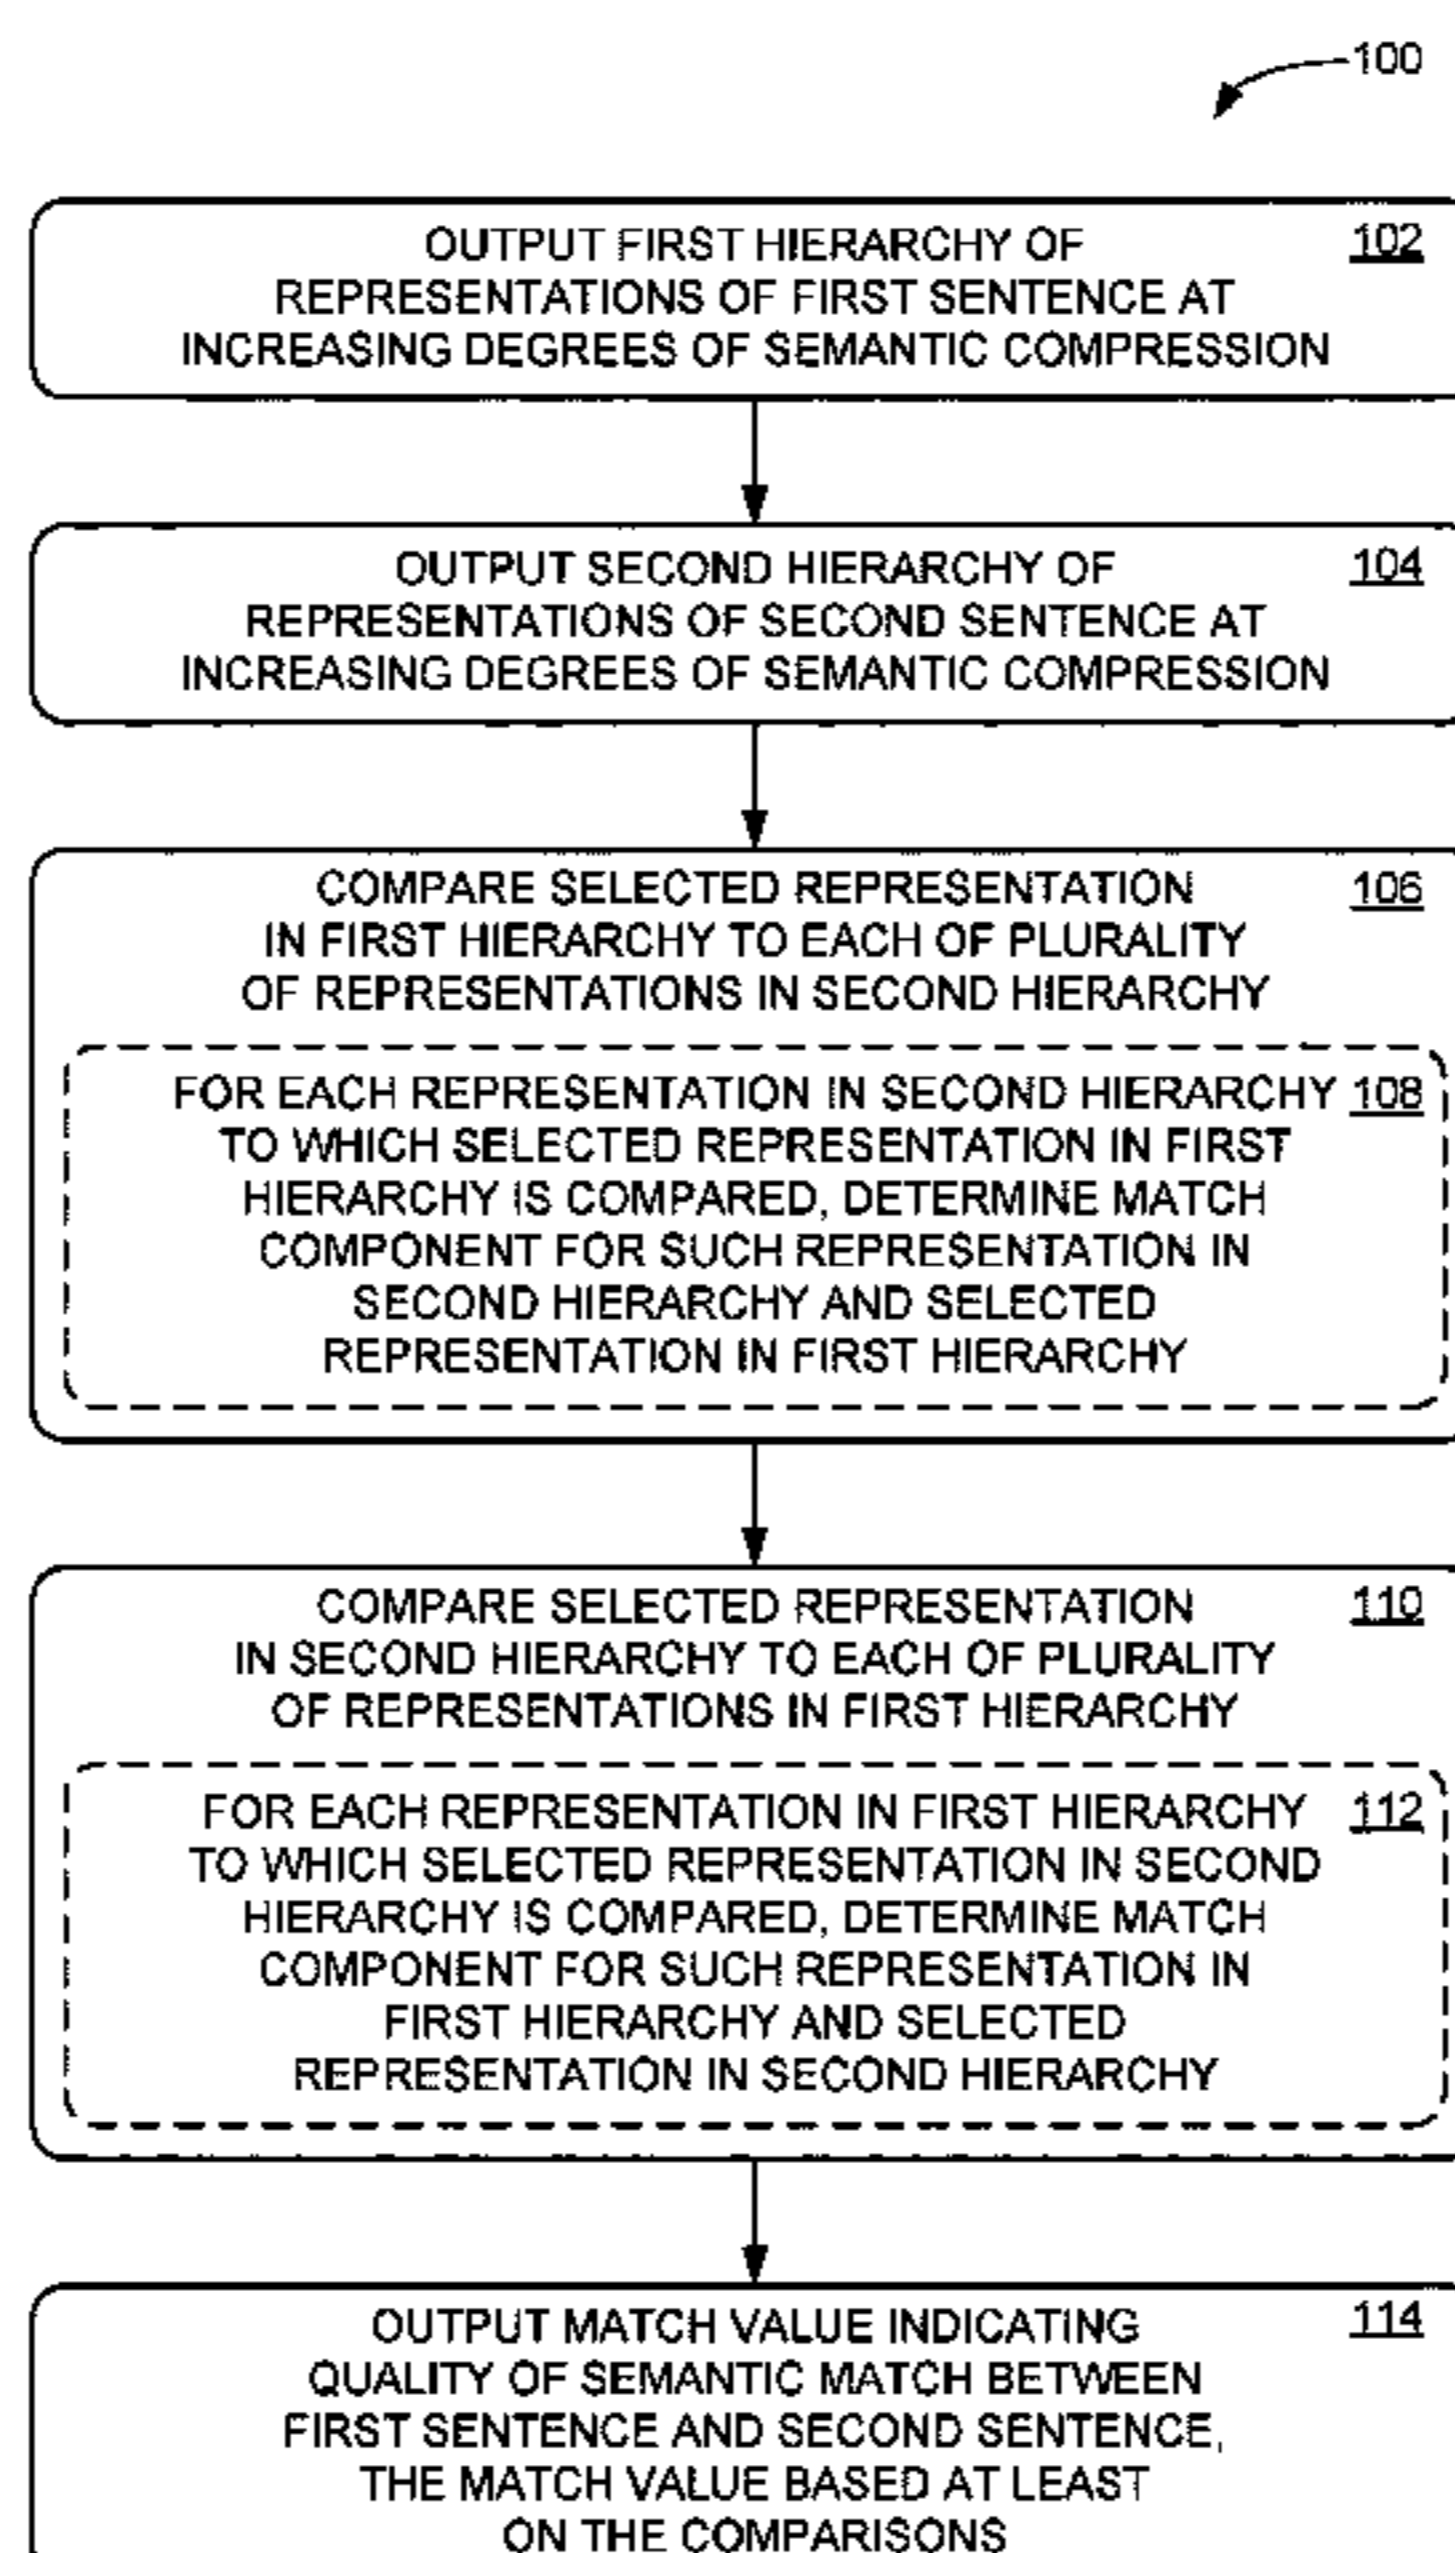 100
OUTPUT FIRST HIERARCHY OF 102
REPRESENTATIONS OF FIRST SENTENCE AT
INCREASING DEGREES OF SEMANTIC COMPRESSION
OUTPUT SECOND HIERARCHY OF 104
REPRESENTATIONS OF SECOND SENTENCE AT
INCREASING DEGREES OF SEMANTIC COMPRESSION
COMPARE SELECTED REPRESENTATION 106
IN FIRST HIERARCHY TO EACH OF PLURALITY
OF REPRESENTATIONS IN SECOND HIERARCHY
FOR EACH REPRESENTATION IN SECOND HIERARCHY 108
TO WHICH SELECTED REPRESENTATION IN FIRST
HIERARCHY IS COMPARED, DETERMINE MATCH
COMPONENT FOR SUCH REPRESENTATION IN
SECOND HIERARCHY AND SELECTED
REPRESENTATION IN FIRST HIERARCHY
COMPARE SELECTED REPRESENTATION 110
IN SECOND HIERARCHY TO EACH OF PLURALITY
OF REPRESENTATIONS IN FIRST HIERARCHY
FOR EACH REPRESENTATION IN FIRST HIERARCHY 112
TO WHICH SELECTED REPRESENTATION IN SECOND
HIERARCHY IS COMPARED, DETERMINE MATCH
COMPONENT FOR SUCH REPRESENTATION IN
FIRST HIERARCHY AND SELECTED
REPRESENTATION IN SECOND HIERARCHY
OUTPUT MATCH VALUE INDICATING 114
QUALITY OF SEMANTIC MATCH BETWEEN
FIRST SENTENCE AND SECOND SENTENCE,
THE MATCH VALUE BASED AT LEAST
ON THE COMPARISONS